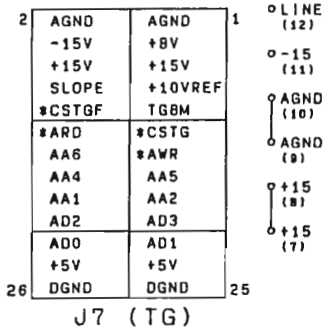 2 AGND AGND 1
-15V +8V
+15V +15V
SLOPE +10VREF
*CSTGF TGBM
*ARD *CSTG
AA6 *AWR
AA4 AA5
AA1 AA2
AD2 AD3
AD0 AD1
+5V +5V
26 DGND DGND 25
J7 (TG)
LINE
(12)
-15
(11)
AGND
(10)
AGND
(9)
+15
(8)
+15
(7)